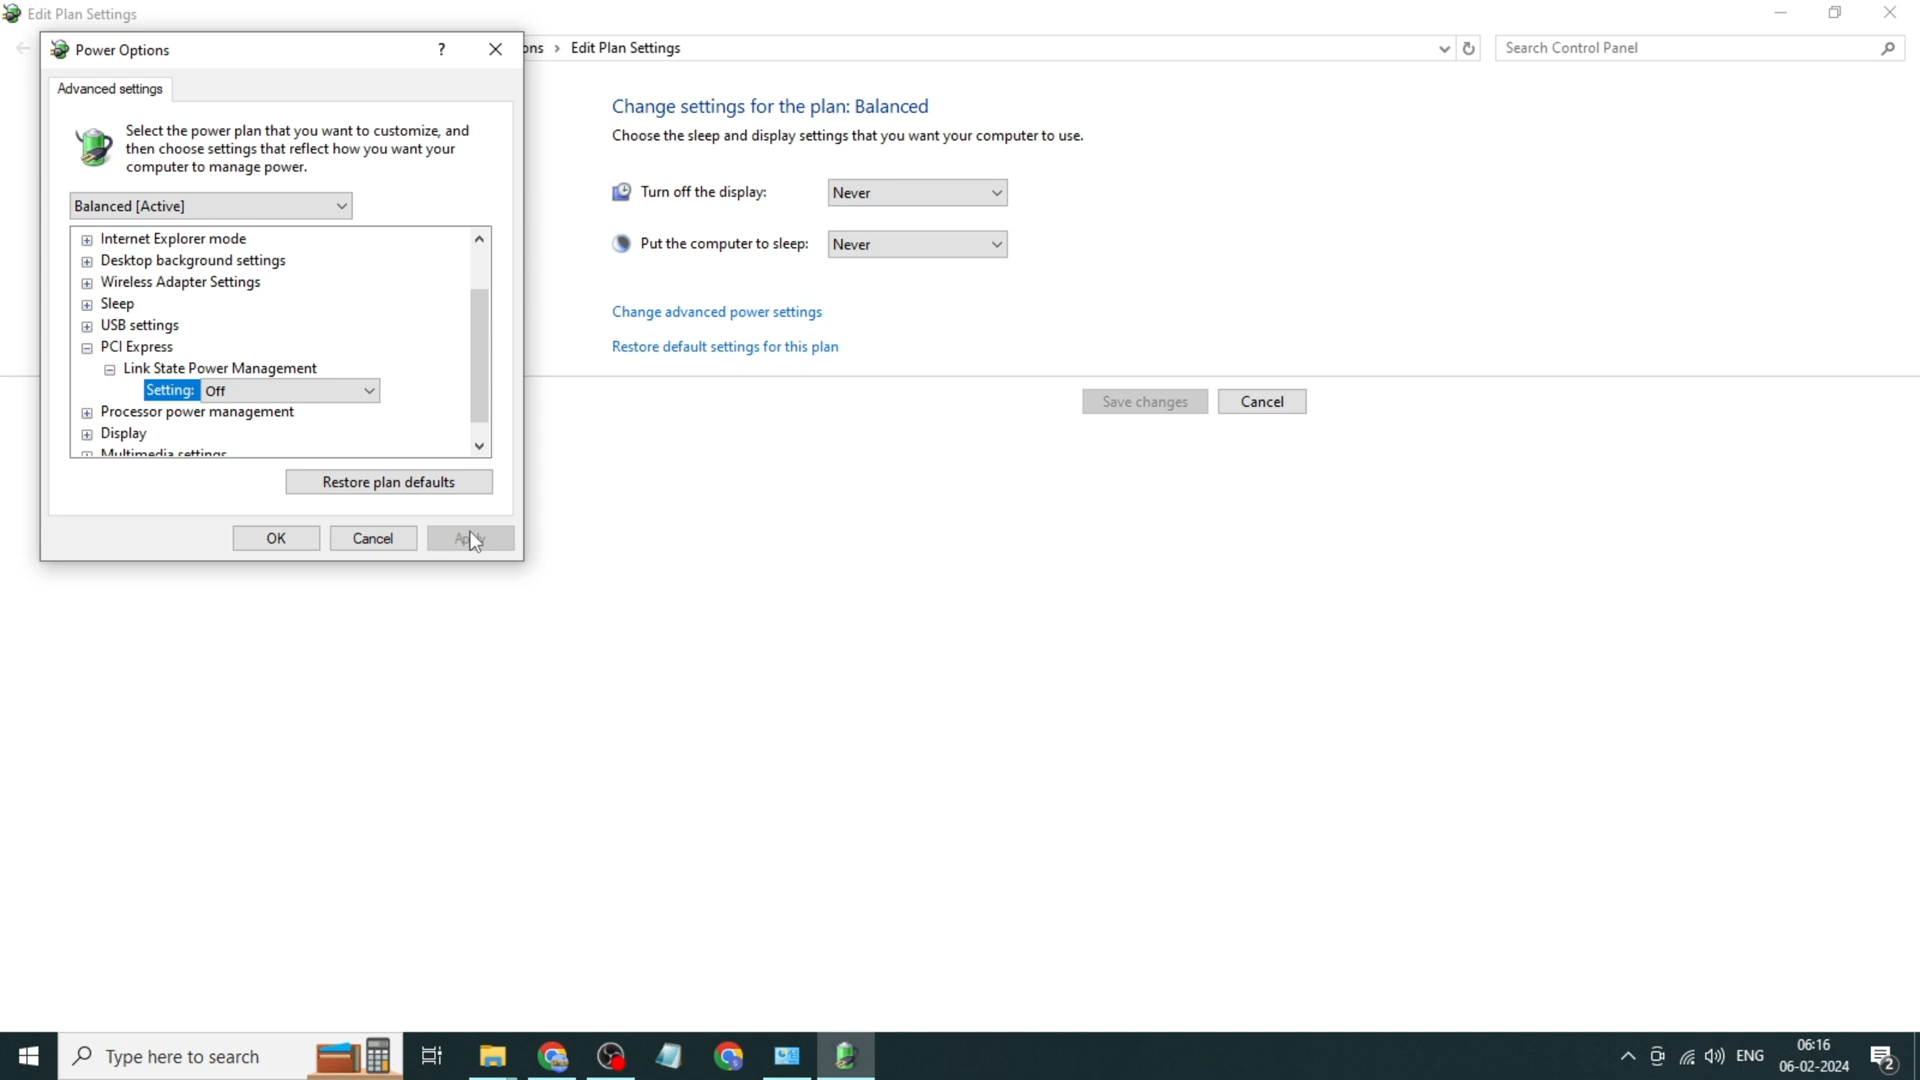 Edit Plan Settings
Power Options
?
ons > Edit Plan Settings
Search Control Panel
Advanced settings
Select the power plan that you want to customize, and
then choose settings that reflect how you want your
computer to manage power.
Balanced [Active]
Internet Explorer mode
Desktop background settings
Wireless Adapter Settings
Sleep
USB settings
PCI Express
Link State Power Management
Setting: Off
Processor power management
Display
Multimedia settings
Restore plan defaults
OK
Cancel
Apply
Change settings for the plan: Balanced
Choose the sleep and display settings that you want your computer to use.
Turn off the display: Never
Put the computer to sleep: Never
Change advanced power settings
Restore default settings for this plan
Save changes
Cancel
Type here to search
ENG
06:16
06-02-2024
2